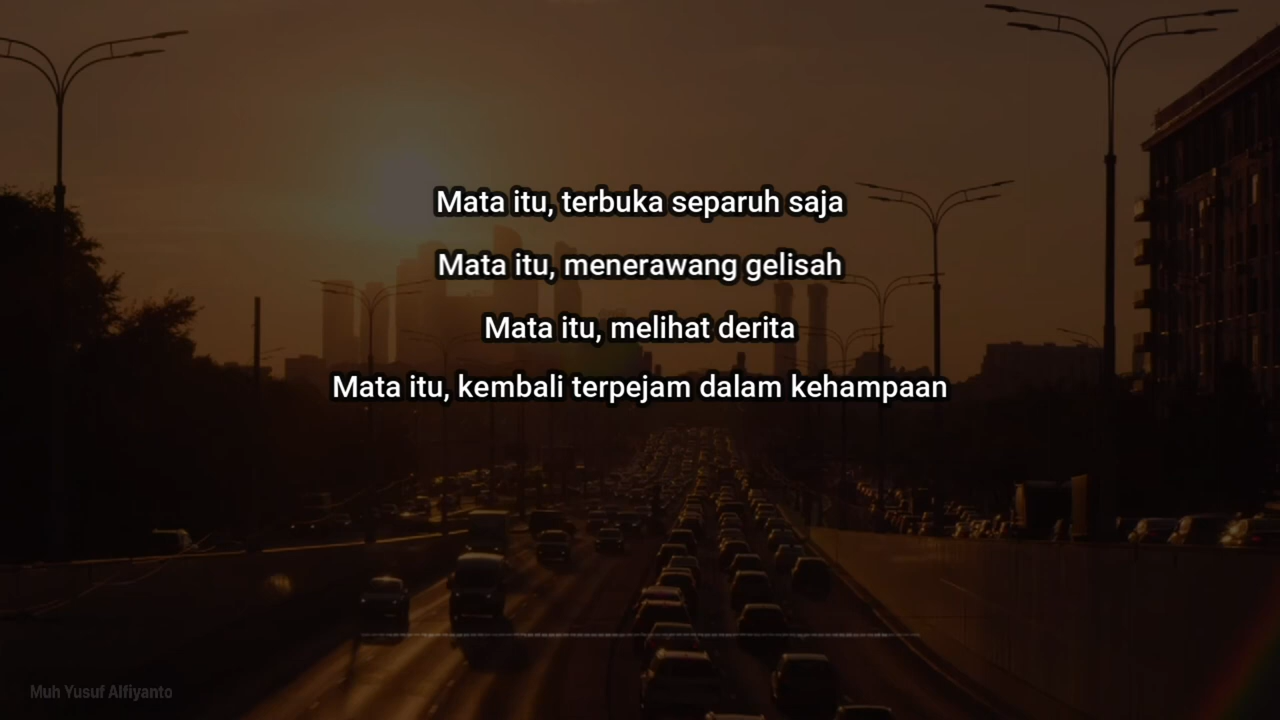 Mata itu, terbuka separuh saja
Mata itu, menerawang gelisah
Mata itu, melihat derita
Mata itu, kembali terpejam dalam kehampaan
Muh Yusuf Alfiyanto